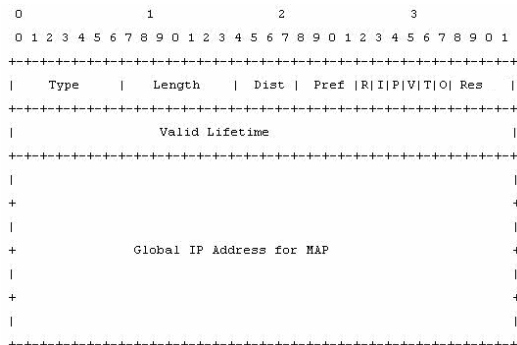 0 1 2 3
0 1 2 3 4 5 6 7 8 9 0 1 2 3 4 5 6 7 8 9 0 1 2 3 4 5 6 7 8 9 0 1
+-+-+-+-+-+-+-+-+-+-+-+-+-+-+-+-+-+-+-+-+-+-+-+-+-+-+-+-+-+-+-+-+
| Type | Length | Dist | Pref |R|I|P|V|T|O| Res |
+-+-+-+-+-+-+-+-+-+-+-+-+-+-+-+-+-+-+-+-+-+-+-+-+-+-+-+-+-+-+-+-+
| Valid Lifetime |
+-+-+-+-+-+-+-+-+-+-+-+-+-+-+-+-+-+-+-+-+-+-+-+-+-+-+-+-+-+-+-+-+
| |
+ +
| |
+ Global IP Address for MAP +
| |
+ +
| |
+-+-+-+-+-+-+-+-+-+-+-+-+-+-+-+-+-+-+-+-+-+-+-+-+-+-+-+-+-+-+-+-+